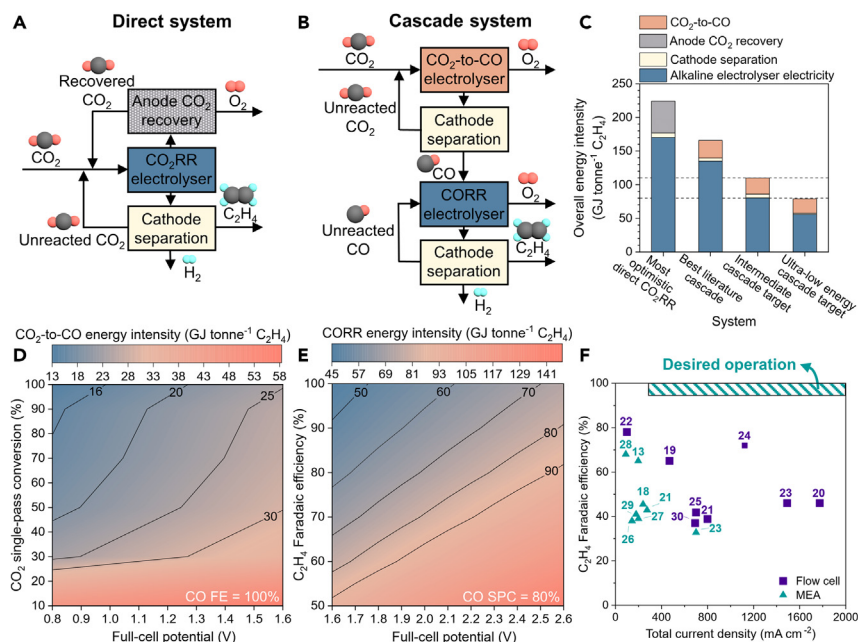 A
Direct system
Recovered
CO2
Anode CO2
recovery
O2
CO2
CO2RR
electrolyser
C2H4
Unreacted CO2
Cathode
separation
H2
B
Cascade system
CO2
CO2-to-CO
electrolyser
O2
Unreacted
CO2
Cathode
separation
CO
CORR
electrolyser
O2
Unreacted
CO
Cathode
separation
C2H4
H2
C
CO2-to-CO
Anode CO2 recovery
Cathode separation
Alkaline electrolyser electricity
Overall energy intensity
(GJ tonne⁻¹ C2H4)
250
200
150
100
50
0
Most
optimistic
direct CO2RR
Best literature
cascade
Intermediate
cascade target
Ultra-low energy
cascade target
System
D
CO2-to-CO energy intensity (GJ tonne⁻¹ C2H4)
13 18 23 28 33 38 43 48 53 58
CO2 single-pass conversion (%)
100
90
80
70
60
50
40
30
20
10
16
20
25
30
CO FE = 100%
0.8 0.9 1.0 1.1 1.2 1.3 1.4 1.5 1.6
Full-cell potential (V)
E
CORR energy intensity (GJ tonne⁻¹ C2H4)
45 57 69 81 93 105 117 129 141
C2H4 Faradaic efficiency (%)
100
90
80
70
60
50
50
60
70
80
90
CO SPC = 80%
1.6 1.7 1.8 1.9 2.0 2.1 2.2 2.3 2.4 2.5 2.6
Full-cell potential (V)
F
Desired operation
C2H4 Faradaic efficiency (%)
100
80
60
40
20
0
22
28
13
19
24
18
21
29
27
26
25
21
30
23
23
20
Flow cell
MEA
0 400 800 1200 1600 2000
Total current density (mA cm⁻²)